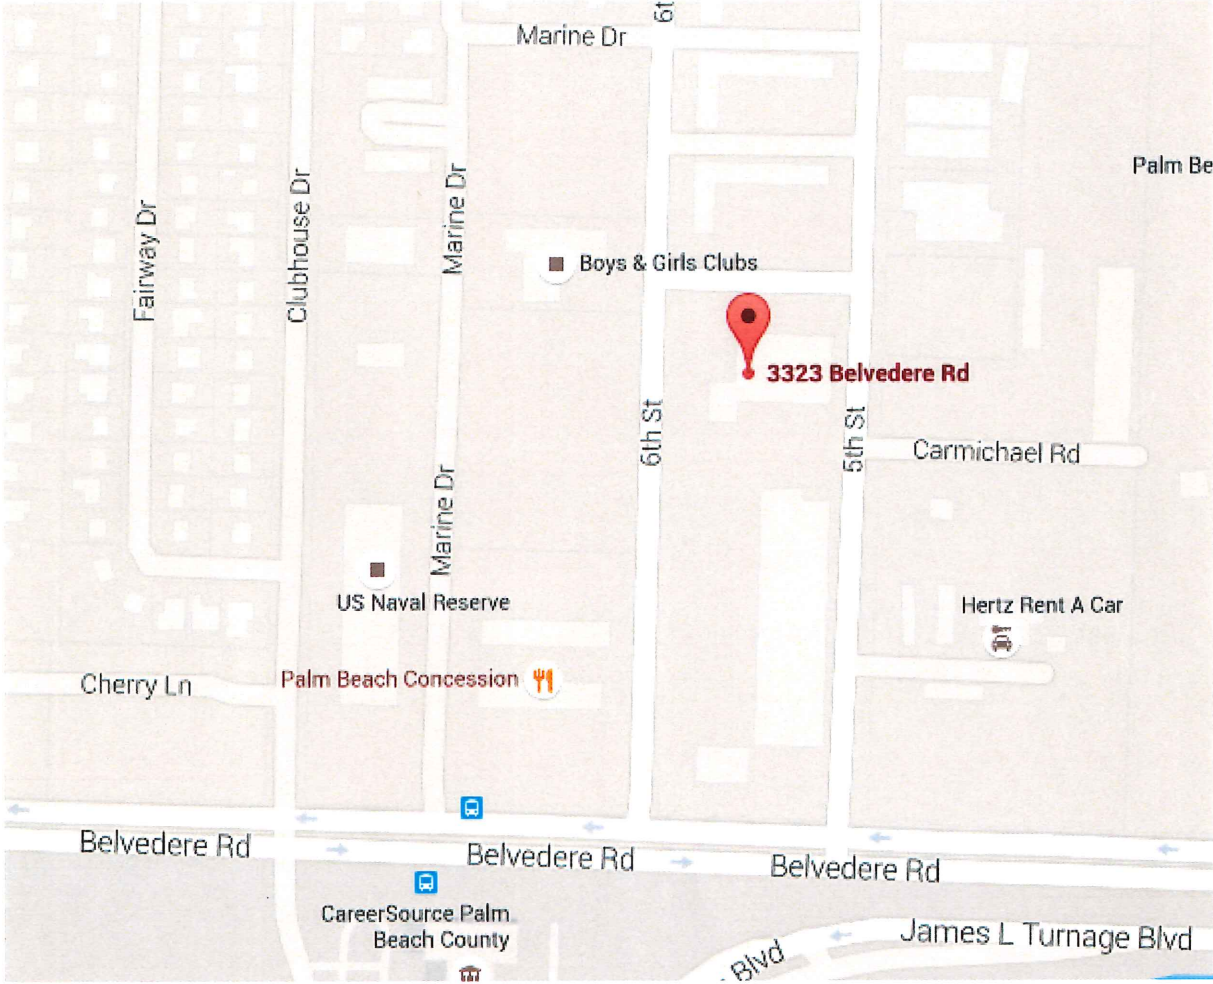 6t
Marine Dr
Palm Be
Fairway Dr
Clubhouse Dr
Marine Dr
Boys & Girls Clubs
3323 Belvedere Rd
6th St
5th St
Carmichael Rd
Marine Dr
US Naval Reserve
Hertz Rent A Car
Cherry Ln
Palm Beach Concession
Belvedere Rd
Belvedere Rd
Belvedere Rd
CareerSource Palm
Beach County
James L Turnage Blvd
Blvd